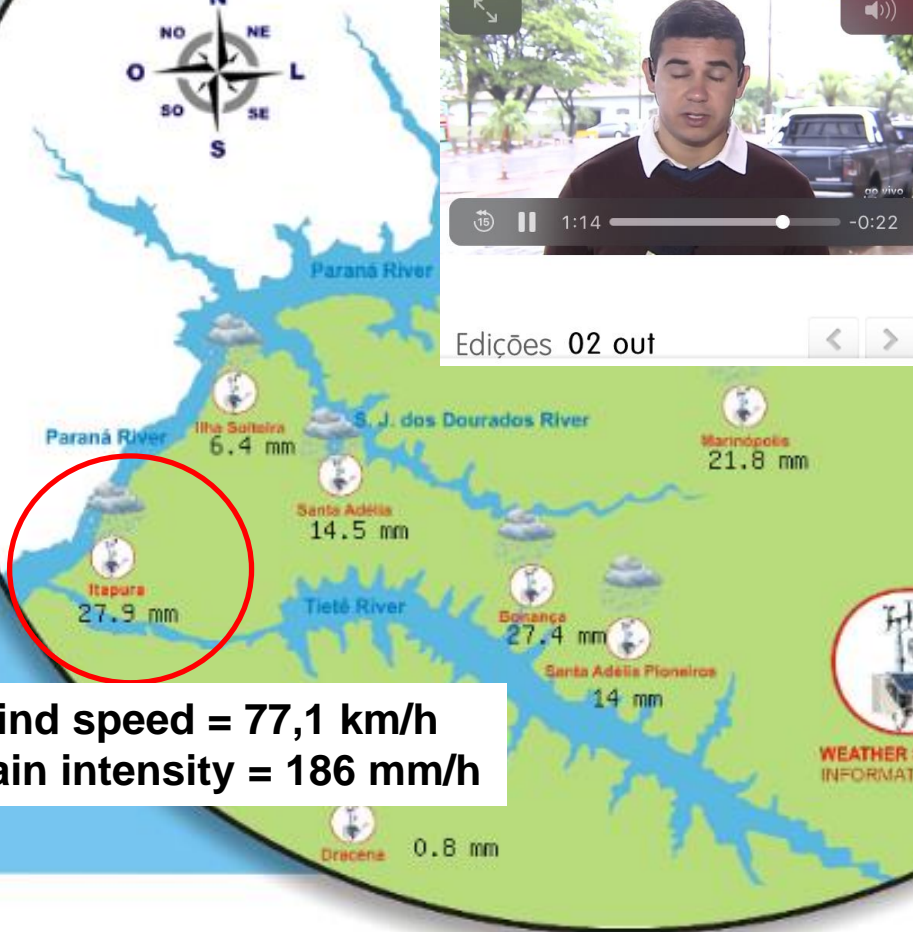 N
NO NE
O L
SO SE
S
ao vivo
15
1:14 -0:22
Paraná River
Edições 02 out
Ilha Solteira
6.4 mm
S. J. dos Dourados River
Marinópolis
21.8 mm
Paraná River
Santa Adélia
14.5 mm
Itapura
27.9 mm
Tietê River
Bonança
27.4 mm
Santa Adélia Pioneiros
14 mm
ind speed = 77,1 km/h
ain intensity = 186 mm/h
WEATHER
INFORMAT
Dracena 0.8 mm